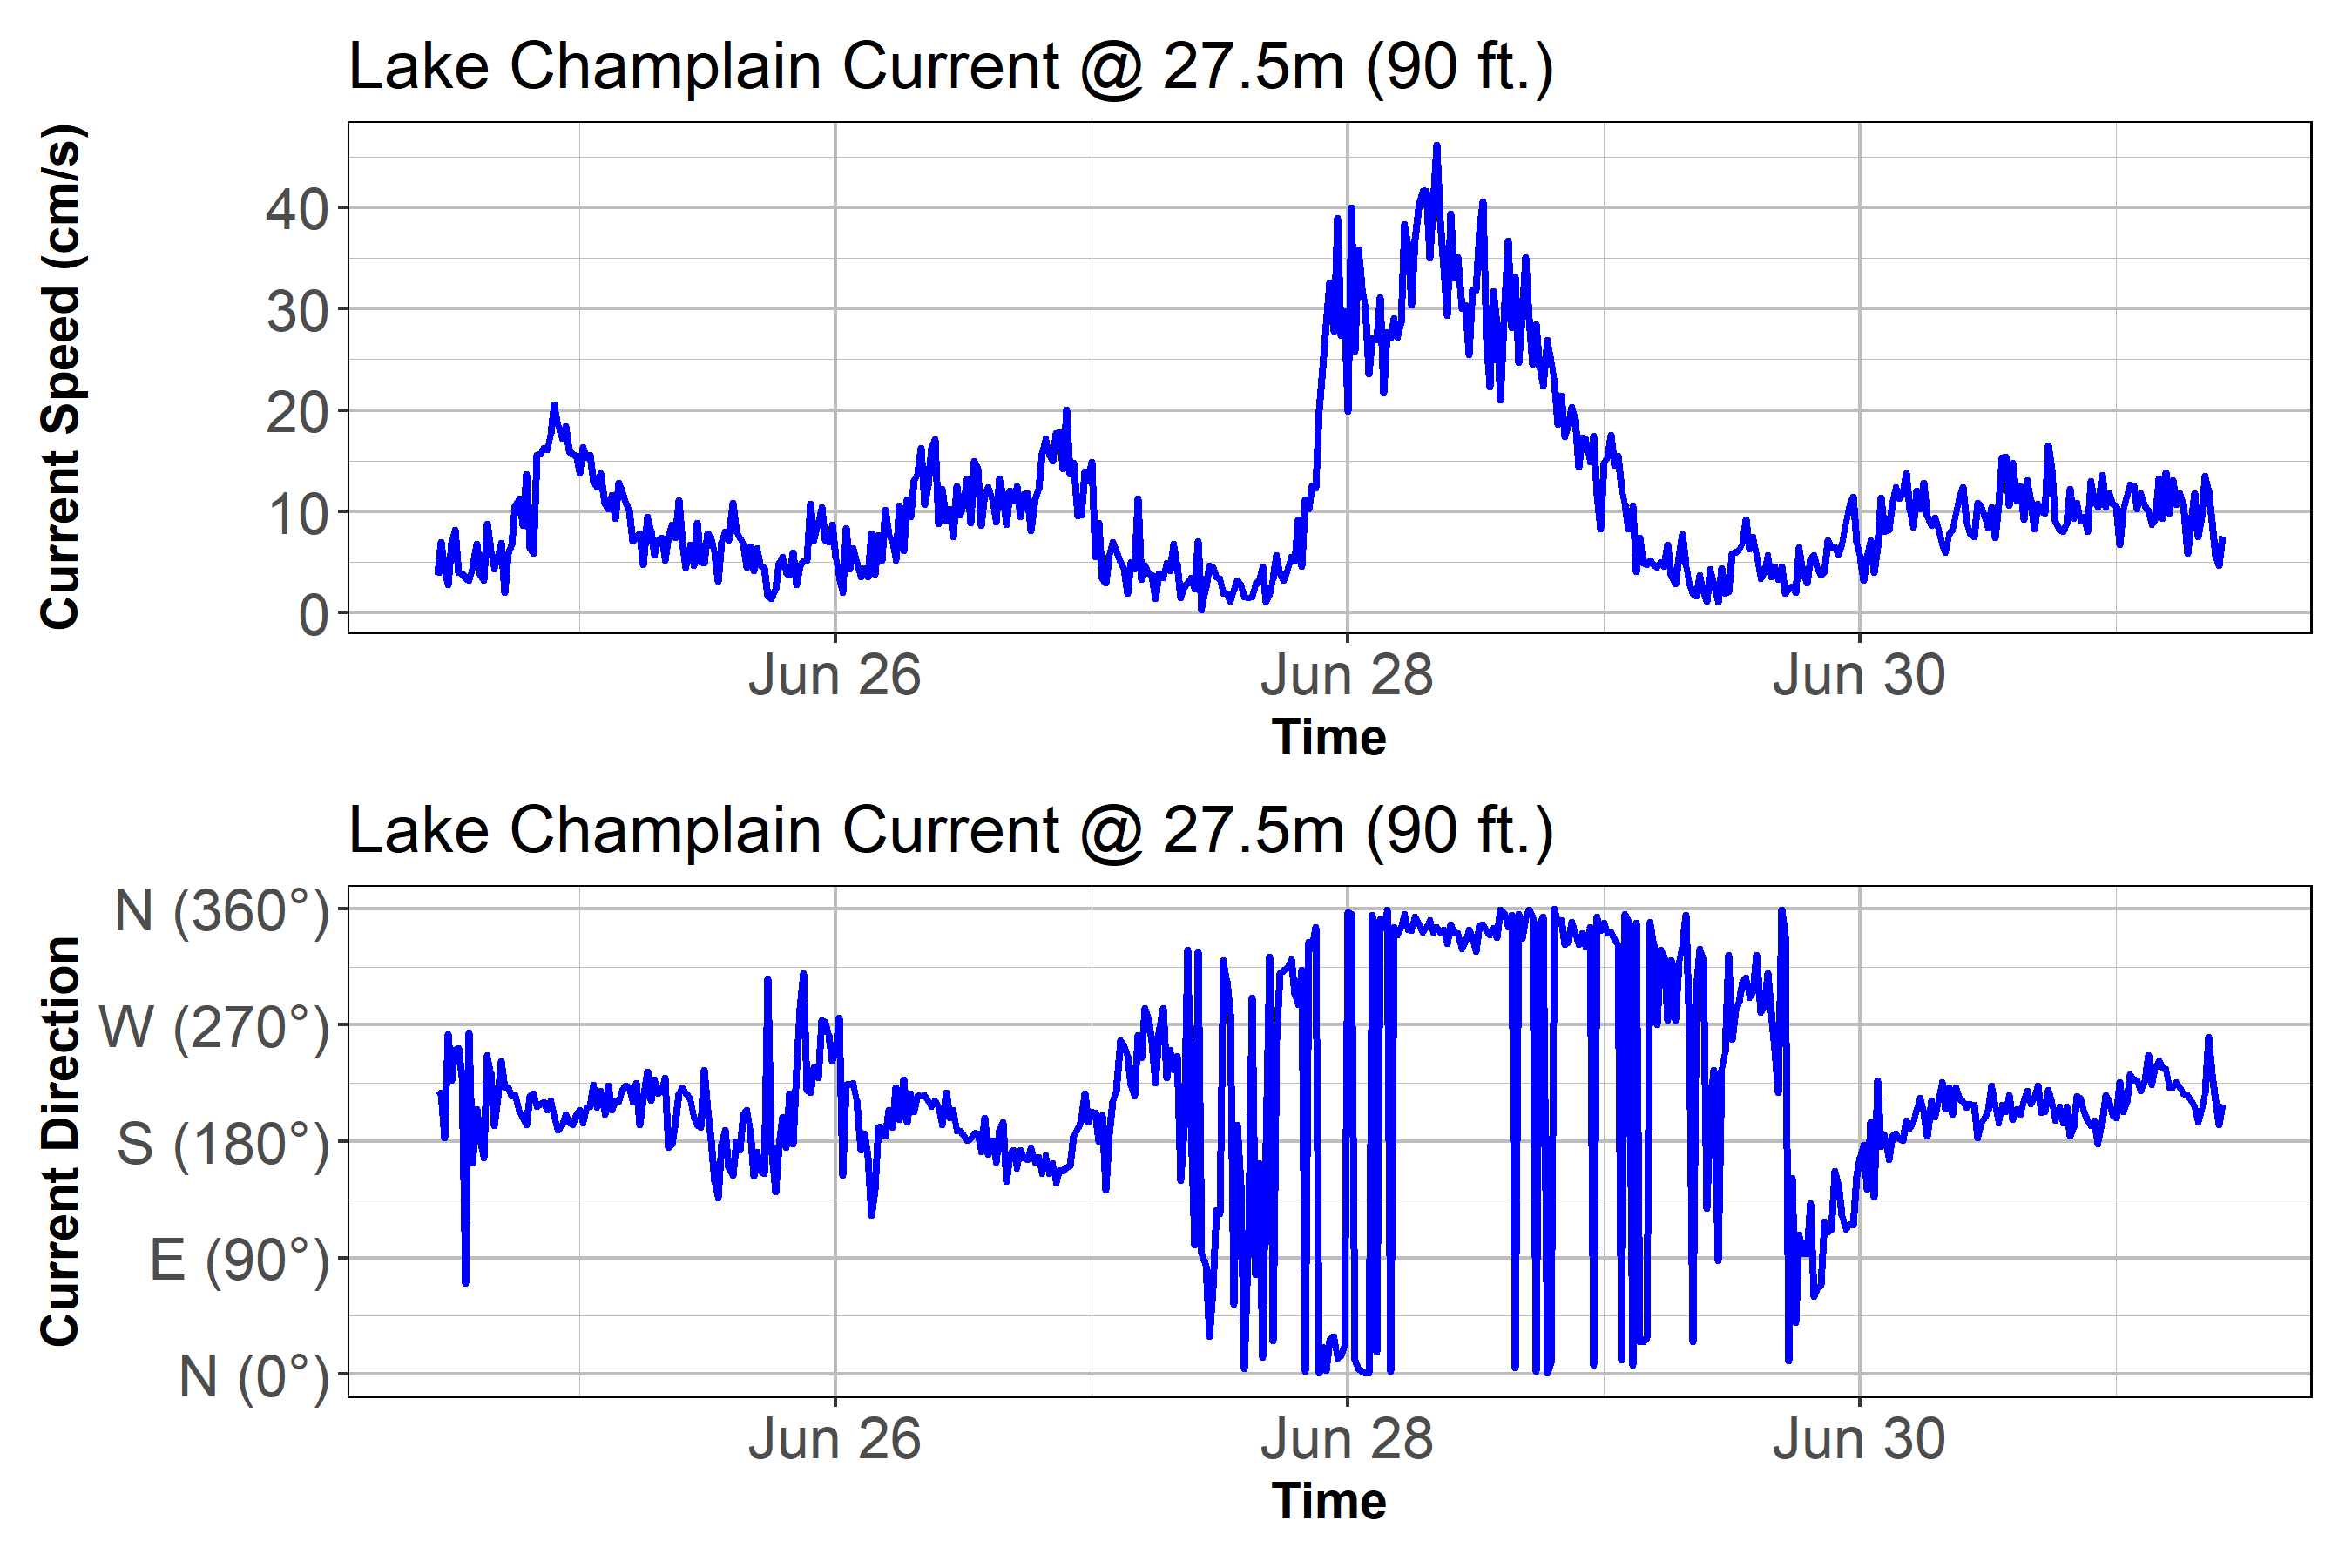 Lake Champlain Current @ 27.5m (90 ft.)
Current Speed (cm/s)
40
30
20
10
0
Jun 26
Jun 28
Jun 30
Time
Lake Champlain Current @ 27.5m (90 ft.)
Current Direction
N (360°)
W (270°)
S (180°)
E (90°)
N (0°)
Jun 26
Jun 28
Jun 30
Time